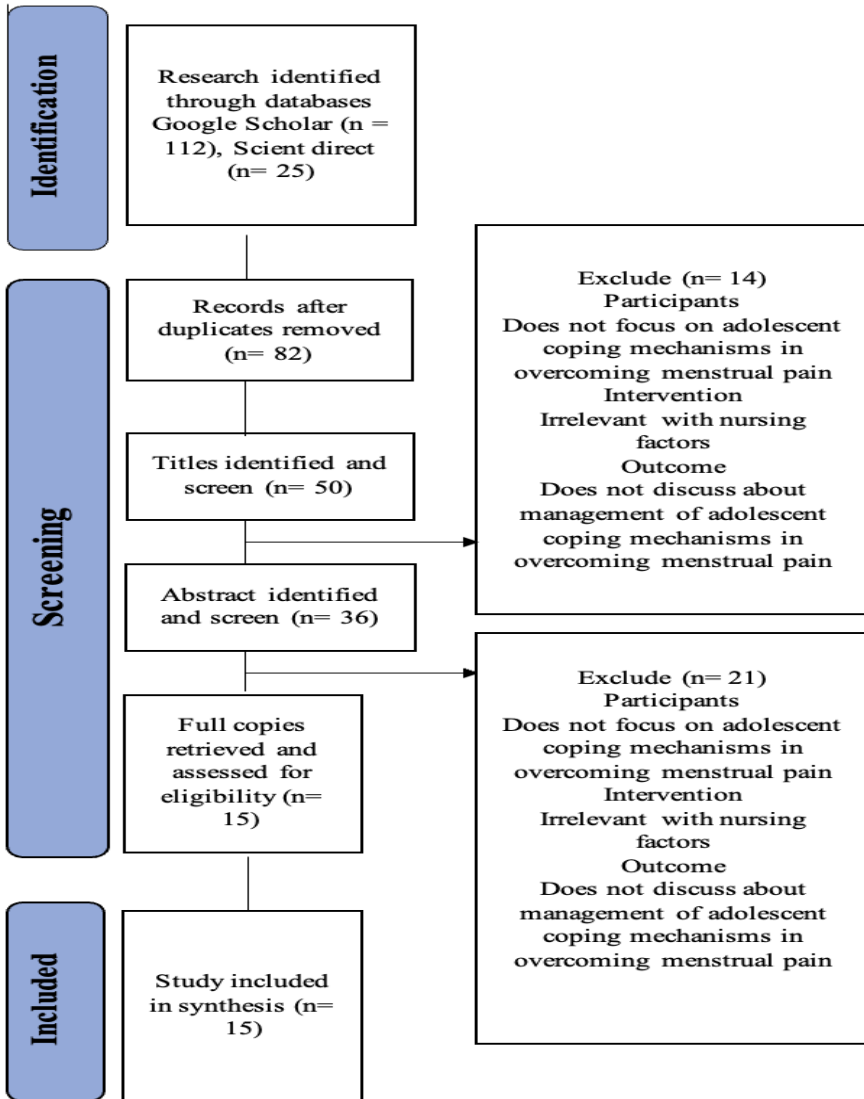 Identification
Research identified
through databases
Google Scholar (n =
112), Scient direct
(n= 25)
Screening
Records after
duplicates removed
(n= 82)
Titles identified and
screen (n= 50)
Exclude (n= 14)
Participants
Does not focus on adolescent
coping mechanisms in
overcoming menstrual pain
Intervention
Irrelevant with nursing
factors
Outcome
Does not discuss about
management of adolescent
coping mechanisms in
overcoming menstrual pain
Abstract identified
and screen (n= 36)
Exclude (n= 21)
Participants
Does not focus on adolescent
coping mechanisms in
overcoming menstrual pain
Intervention
Irrelevant with nursing
factors
Outcome
Does not discuss about
management of adolescent
coping mechanisms in
overcoming menstrual pain
Full copies
retrieved and
assessed for
eligibility (n=
15)
Included
Study included
in synthesis (n=
15)